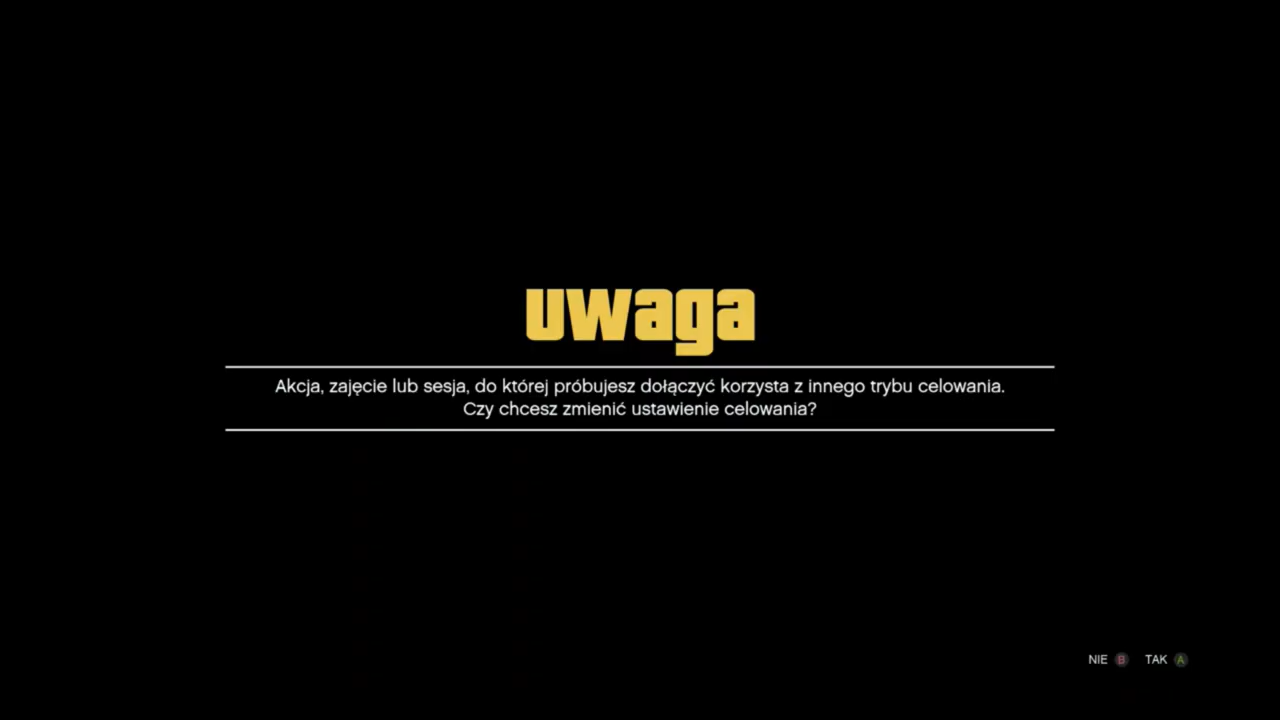 uwaga
Akcja, zajęcie lub sesja, do której próbujesz dołączyć korzysta z innego trybu celowania.
Czy chcesz zmienić ustawienie celowania?
NIE B TAK A